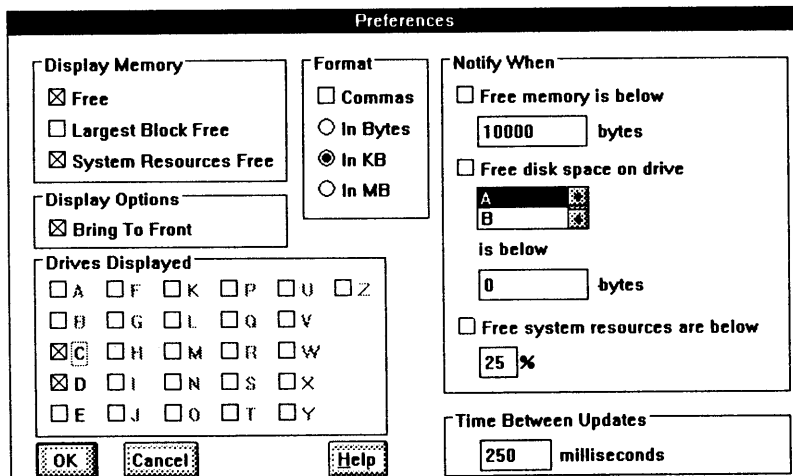 Preferences
Display Memory
Free
Largest Block Free
System Resources Free
Display Options
Bring To Front
Drives Displayed
A F K P U Z
B G L Q V
C H M R W
D I N S X
E J O T Y
OK Cancel Help
Format
Commas
In Bytes
In KB
In MB
Notify When
Free memory is below
10000 bytes
Free disk space on drive
A
B
is below
0 bytes
Free system resources are below
25 %
Time Between Updates
250 milliseconds